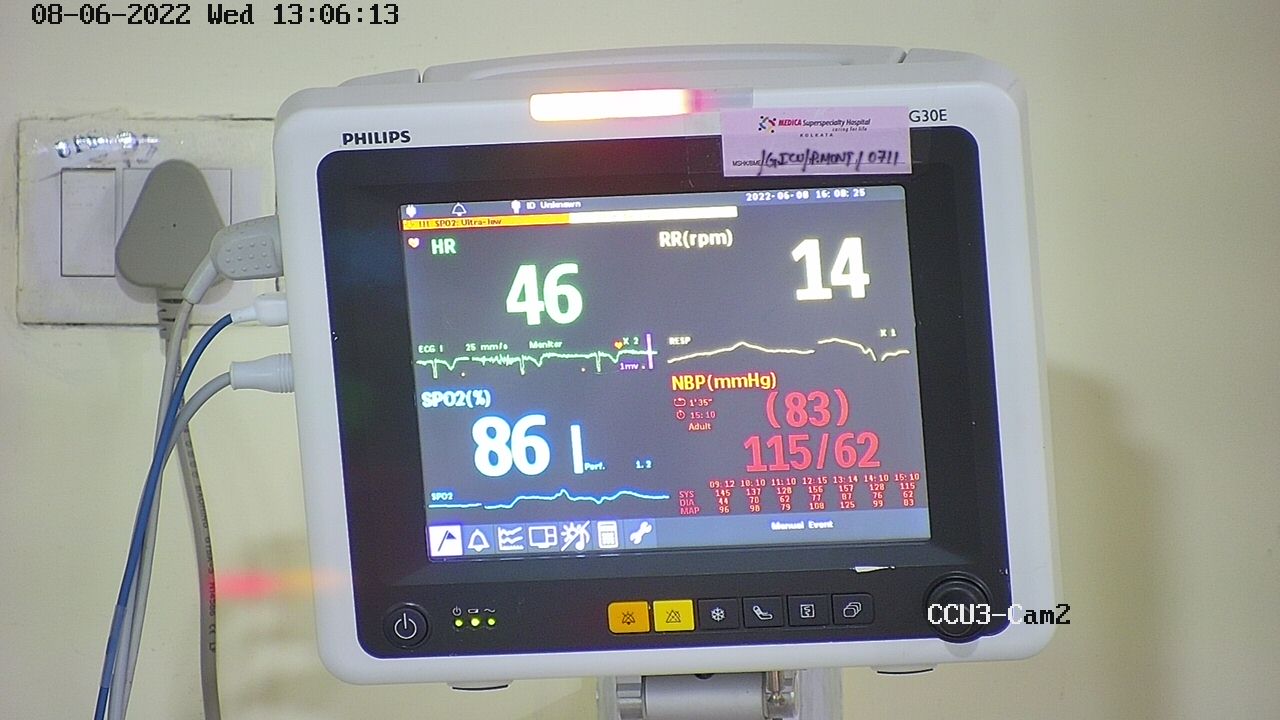 08-06-2022 Wed 13:06:13
PHILIPS
G30E
MEDICA Superspecialty Hospital
KOLKATA
caring for life
/GICU/P.MONT/0711
ID Unknown
2022-06-08 16:08:25
!!! SPO2: Ultra-low
HR
46
RR(rpm)
14
ECG I 25 mm/s Monitor X 2
1mv
RESP X 1
SPO2(%)
86
Perf. 1.2
SPO2
NBP(mmHg)
1'35"
15:10
Adult
(83)
115/62
09:12 10:10 11:10 12:15 13:14 14:10 15:10
SYS 145 137 128 156 157 128 115
DIA 44 78 62 77 87 76 62
MAP 96 98 79 108 125 99 83
Manual Event
CCU3-Cam2